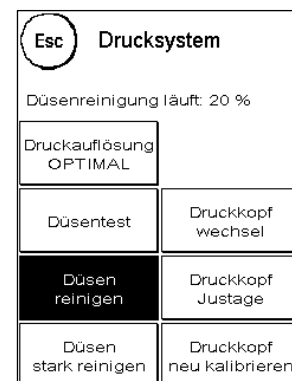 Esc Drucksystem
Düsenreinigung läuft: 20 %
Druckauflösung
OPTIMAL
Düsentest
Druckkopf
wechsel
Düsen
reinigen
Druckkopf
Justage
Düsen
stark reinigen
Druckkopf
neu kalibrieren